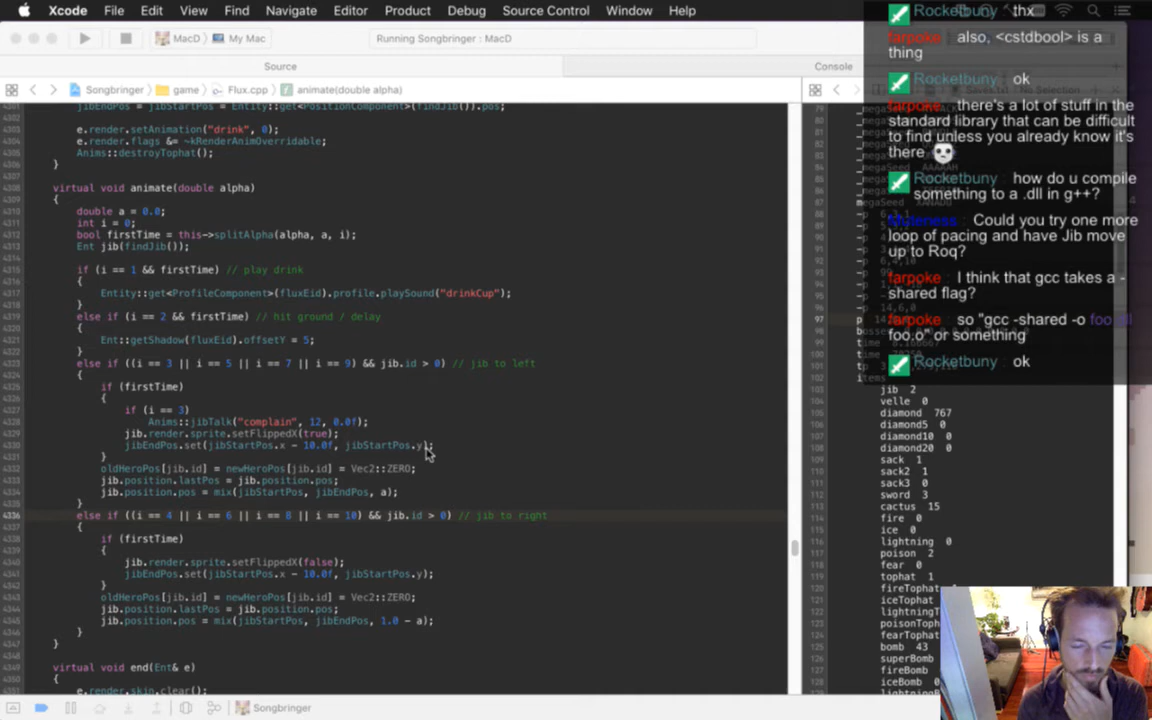 Xcode File Edit View Find Navigate Editor Product Debug Source Control Window Help
MacD My Mac Running Songbringer : MacD
Source Console
Songbringer game Flux.cpp animate(double alpha)
jibEndPos = jibStartPos = Entity::get<PositionComponent>(findJib()).pos;
e.render.setAnimation("drink", 0);
e.render.flags &= ~kRenderAnimOverridable;
Anims::destroyTophat();
}
virtual void animate(double alpha)
{
double a = 0.0;
int i = 0;
bool firstTime = this->splitAlpha(alpha, a, i);
Ent jib(findJib());
if (i == 1 && firstTime) // play drink
{
Entity::get<ProfileComponent>(fluxEid).profile.playSound("drinkCup");
}
else if (i == 2 && firstTime) // hit ground / delay
{
Ent::getShadow(fluxEid).offsetY = 5;
}
else if ((i == 3 || i == 5 || i == 7 || i == 9) && jib.id > 0) // jib to left
{
if (firstTime)
{
if (i == 3)
Anims::jibTalk("complain", 12, 0.0f);
jib.render.sprite.setFlippedX(true);
jibEndPos.set(jibStartPos.x - 10.0f, jibStartPos.y);
}
oldHeroPos[jib.id] = newHeroPos[jib.id] = Vec2::ZERO;
jib.position.lastPos = jib.position.pos;
jib.position.pos = mix(jibStartPos, jibEndPos, a);
}
4336 else if ((i == 4 || i == 6 || i == 8 || i == 10) && jib.id > 0) // jib to right
{
if (firstTime)
{
jib.render.sprite.setFlippedX(false);
jibEndPos.set(jibStartPos.x - 10.0f, jibStartPos.y);
}
oldHeroPos[jib.id] = newHeroPos[jib.id] = Vec2::ZERO;
jib.position.lastPos = jib.position.pos;
jib.position.pos = mix(jibStartPos, jibEndPos, 1.0 - a);
}
}
virtual void end(Ent& e)
{
e.render.skin.clear();
Songbringer
Rocketbuny: thx
farpoke: also, <cstdbool> is a
thing
Rocketbuny: ok
farpoke: there's a lot of stuff in the
standard library that can be difficult
to find unless you already know it's
there
Rocketbuny: how do u compile
something to a .dll in g++?
Muteness: Could you try one more
loop of pacing and have Jib move
up to Roq?
farpoke: I think that gcc takes a -
shared flag?
farpoke: so "gcc -shared -o foo.dll
foo.o" or something
Rocketbuny: ok
jib 2
velle 0
diamond 767
diamond5 0
diamond10 0
diamond20 0
sack 1
sack2 1
sack3 0
sword 3
cactus 15
fire 0
ice 0
lightning 0
poison 2
fear 0
tophat 1
bomb 43